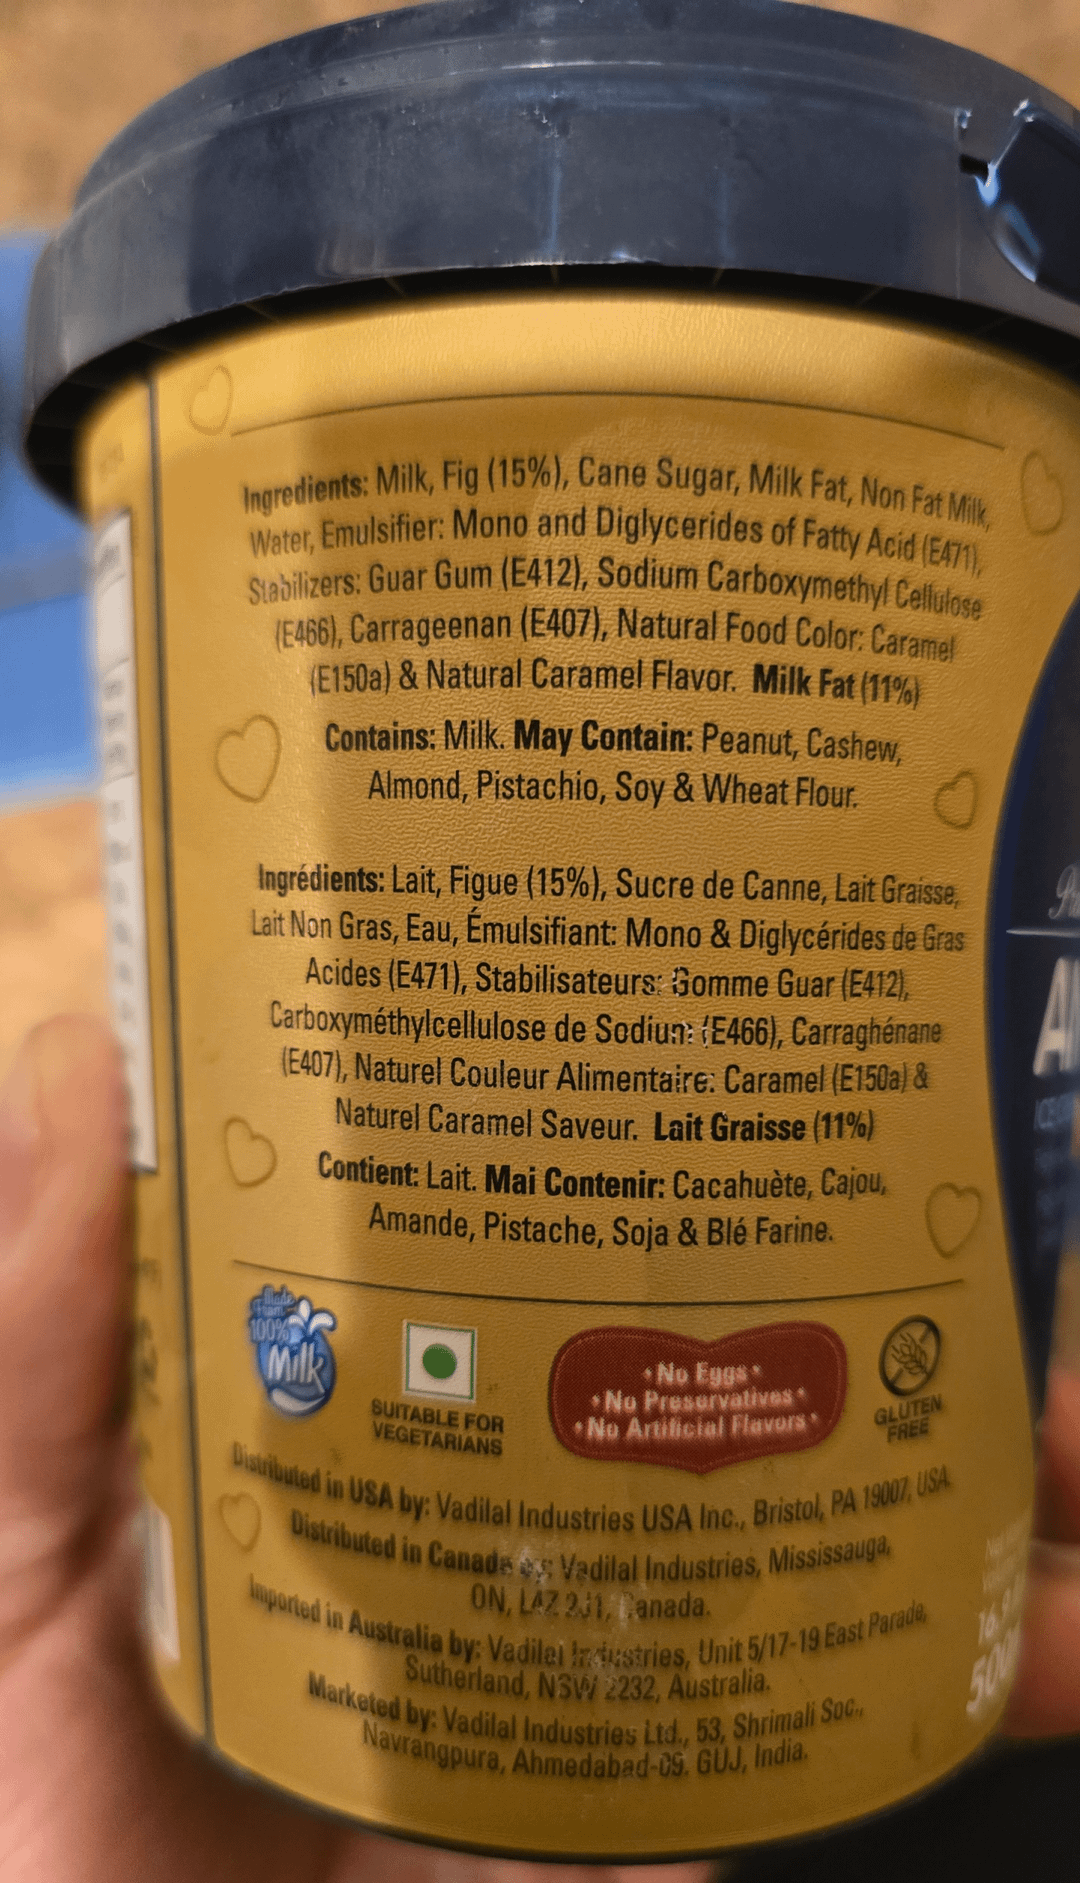 Ingredients: Milk, Fig (15%), Cane Sugar, Milk Fat, Non Fat Milk,
Water, Emulsifier: Mono and Diglycerides of Fatty Acid (E471),
Stabilizers: Guar Gum (E412), Sodium Carboxymethyl Cellulose
(E466), Carrageenan (E407), Natural Food Color: Caramel
(E150a) & Natural Caramel Flavor. Milk Fat (11%)
Contains: Milk. May Contain: Peanut, Cashew,
Almond, Pistachio, Soy & Wheat Flour.
Ingrédients: Lait, Figue (15%), Sucre de Canne, Lait Graisse,
Lait Non Gras, Eau, Émulsifiant: Mono & Diglycérides de Gras
Acides (E471), Stabilisateurs: Gomme Guar (E412),
Carboxyméthylcellulose de Sodium (E466), Carraghénane
(E407), Naturel Couleur Alimentaire: Caramel (E150a) &
Naturel Caramel Saveur. Lait Graisse (11%)
Contient: Lait. Mai Contenir: Cacahuète, Cajou,
Amande, Pistache, Soja & Blé Farine.
Made
From
100%
Milk
SUITABLE FOR
VEGETARIANS
• No Eggs •
• No Preservatives •
• No Artificial Flavors •
GLUTEN
FREE
Distributed in USA by: Vadilal Industries USA Inc., Bristol, PA 19007, USA.
Distributed in Canada by: Vadilal Industries, Mississauga,
ON, L4Z 2J1, Canada.
Imported in Australia by: Vadilal Industries, Unit 5/17-19 East Parade,
Sutherland, NSW 2232, Australia.
Marketed by: Vadilal Industries Ltd., 53, Shrimali Soc.,
Navrangpura, Ahmedabad-09. GUJ, India.